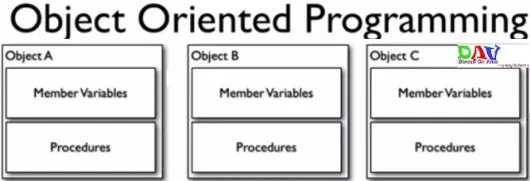 Object Oriented Programming
Object A
Object B
Object C
DAV
Member Variables
Member Variables
Member Variables
Procedures
Procedures
Procedures